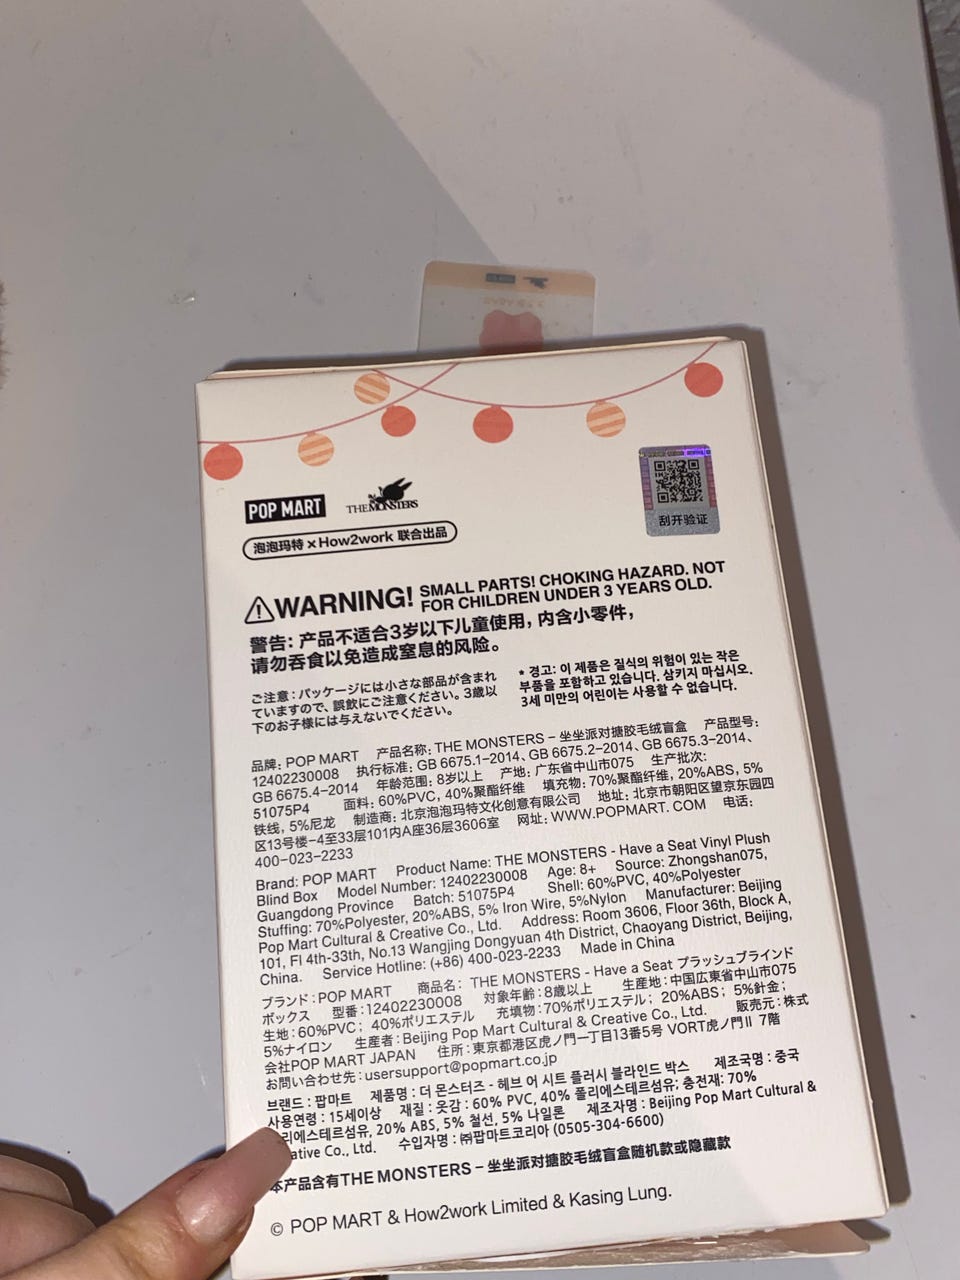 POP MART
THE MONSTERS
泡泡玛特 × How2work 联合出品
刮开验证
WARNING! SMALL PARTS! CHOKING HAZARD. NOT
FOR CHILDREN UNDER 3 YEARS OLD.
警告: 产品不适合3岁以下儿童使用，内含小零件，
请勿吞食以免造成窒息的风险。
ご注意：パッケージには小さな部品が含まれ
ていますので、誤飲にご注意ください。3歳以
下のお子様には与えないでください。
* 경고: 이 제품은 질식의 위험이 있는 작은
부품을 포함하고 있습니다. 삼키지 마십시오.
3세 미만의 어린이는 사용할 수 없습니다.
品牌: POP MART 产品名称: THE MONSTERS – 坐坐派对搪胶毛绒盲盒 产品型号:
12402230008 执行标准: GB 6675.1–2014、GB 6675.2–2014、GB 6675.3–2014、
GB 6675.4–2014 年龄范围: 8岁以上 产地: 广东省中山市075 生产批次:
51075P4 面料: 60%PVC, 40%聚酯纤维 填充物: 70%聚酯纤维, 20%ABS, 5%
铁线, 5%尼龙 制造商: 北京泡泡玛特文化创意有限公司 地址: 北京市朝阳区望京东园四
区13号楼–4至33层101内A座36层3606室 网址: WWW.POPMART.COM 电话:
400–023–2233
Brand: POP MART Product Name: THE MONSTERS - Have a Seat Vinyl Plush
Blind Box Model Number: 12402230008 Age: 8+ Source: Zhongshan075,
Guangdong Province Batch: 51075P4 Shell: 60%PVC, 40%Polyester
Stuffing: 70%Polyester, 20%ABS, 5% Iron Wire, 5%Nylon Manufacturer: Beijing
Pop Mart Cultural & Creative Co., Ltd. Address: Room 3606, Floor 36th, Block A,
101, Fl 4th-33th, No.13 Wangjing Dongyuan 4th District, Chaoyang District, Beijing,
China. Service Hotline: (+86) 400-023-2233 Made in China
ブランド：POP MART 商品名： THE MONSTERS - Have a Seat プラッシュブラインド
ボックス 型番：12402230008 対象年齢：8歳以上 生産地：中国広東省中山市075
生地：60%PVC； 40%ポリエステル 充填物：70%ポリエステル； 20%ABS； 5%針金；
5%ナイロン 生産者：Beijing Pop Mart Cultural & Creative Co., Ltd. 販売元：株式
会社POP MART JAPAN 住所：東京都港区虎ノ門一丁目13番5号 VORT虎ノ門Ⅱ 7階
お問い合わせ先：usersupport@popmart.co.jp
브랜드 : 팝마트 제품명 : 더 몬스터즈 - 헤브 어 시트 플러시 블라인드 박스 제조국명 : 중국
사용연령 : 15세이상 재질 : 옷감 : 60% PVC, 40% 폴리에스테르섬유; 충전재: 70%
리에스테르섬유, 20% ABS, 5% 철선, 5% 나일론 제조자명 : Beijing Pop Mart Cultural &
ative Co., Ltd. 수입자명 : ㈜팝마트코리아 (0505-304-6600)
本产品含有THE MONSTERS – 坐坐派对搪胶毛绒盲盒随机款或隐藏款
© POP MART & How2work Limited & Kasing Lung.